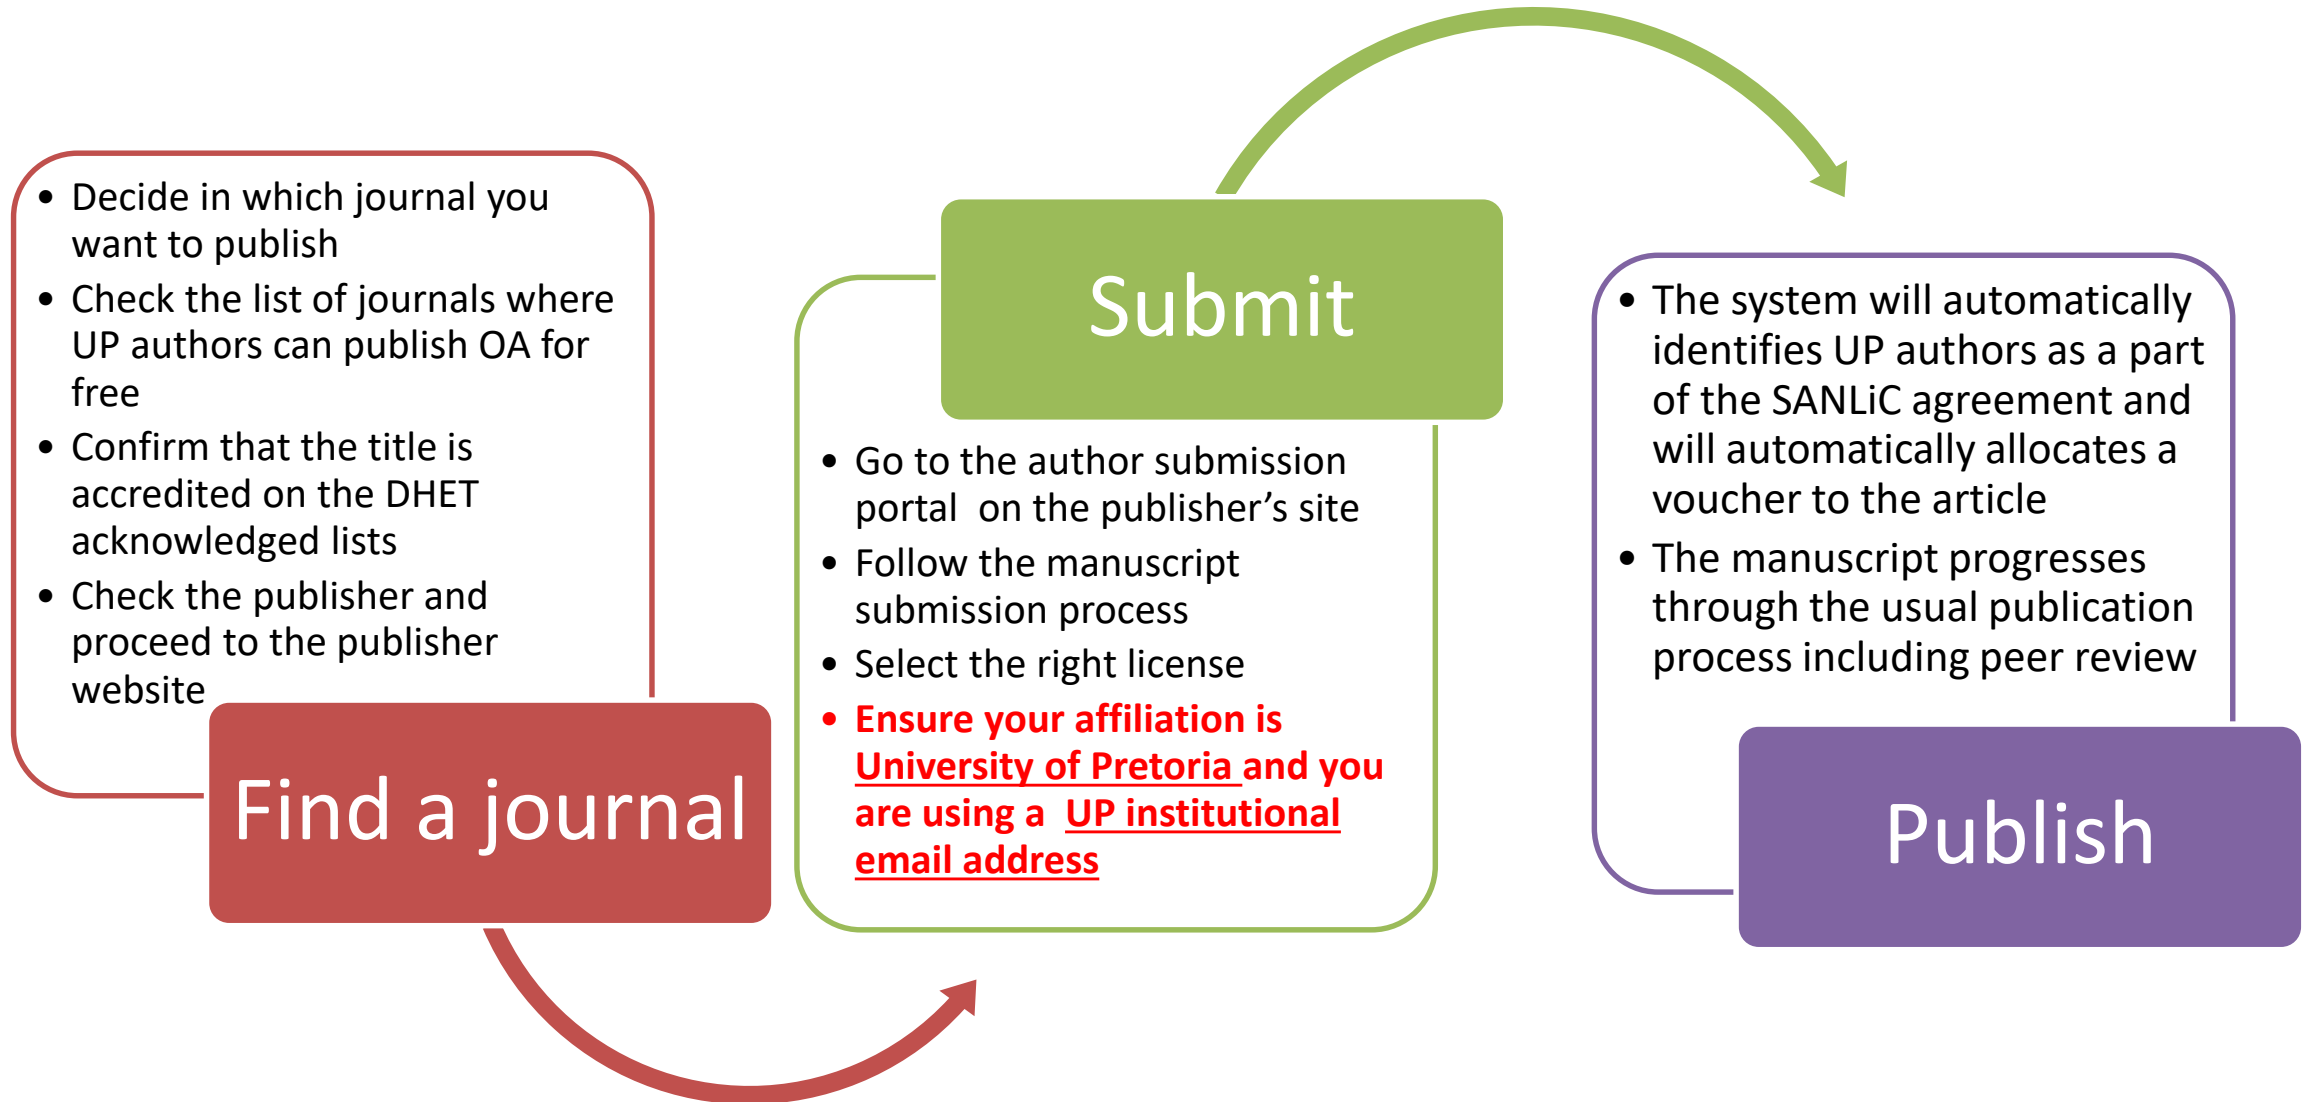 • Decide in which journal you
want to publish
• Check the list of journals where
UP authors can publish OA for
free
• Confirm that the title is
accredited on the DHET
acknowledged lists
• Check the publisher and
proceed to the publisher
website
Find a journal
Submit
• Go to the author submission
portal on the publisher’s site
• Follow the manuscript
submission process
• Select the right license
• Ensure your affiliation is
University of Pretoria and you
are using a UP institutional
email address
• The system will automatically
identifies UP authors as a part
of the SANLiC agreement and
will automatically allocates a
voucher to the article
• The manuscript progresses
through the usual publication
process including peer review
Publish